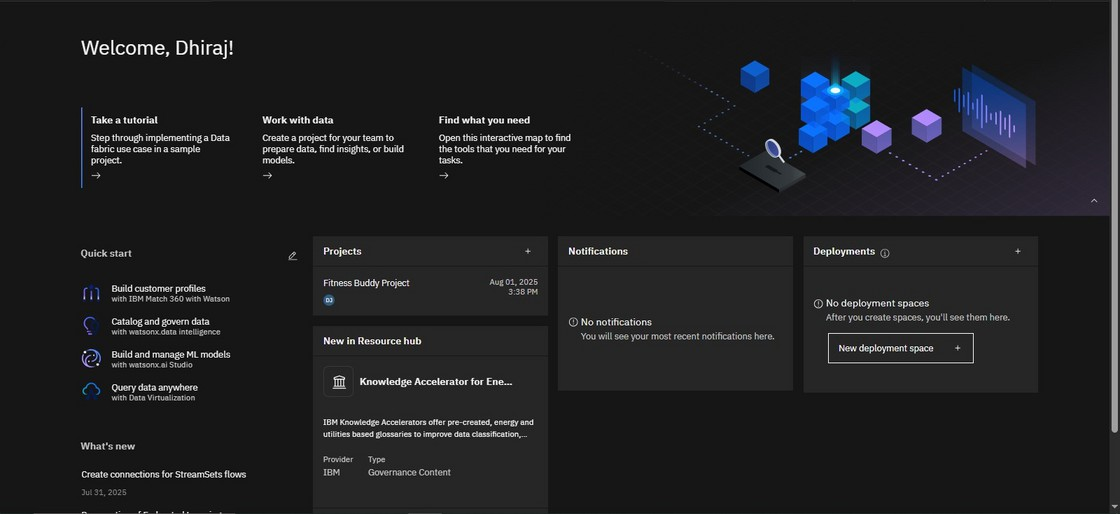 Welcome, Dhiraj!
Take a tutorial
Step through implementing a Data
fabric use case in a sample
project.
Work with data
Create a project for your team to
prepare data, find insights, or build
models.
Find what you need
Open this interactive map to find
the tools that you need for your
tasks.
Quick start
Build customer profiles
with IBM Match 360 with Watson
Catalog and govern data
with watsonx.data intelligence
Build and manage ML models
with watsonx.ai Studio
Query data anywhere
with Data Virtualization
What's new
Create connections for StreamSets flows
Jul 31, 2025
Projects
Fitness Buddy Project
Aug 01, 2025
3:38 PM
DJ
New in Resource hub
Knowledge Accelerator for Ene...
IBM Knowledge Accelerators offer pre-created, energy and
utilities based glossaries to improve data classification,...
Provider Type
IBM Governance Content
Notifications
No notifications
You will see your most recent notifications here.
Deployments
No deployment spaces
After you create spaces, you'll see them here.
New deployment space +